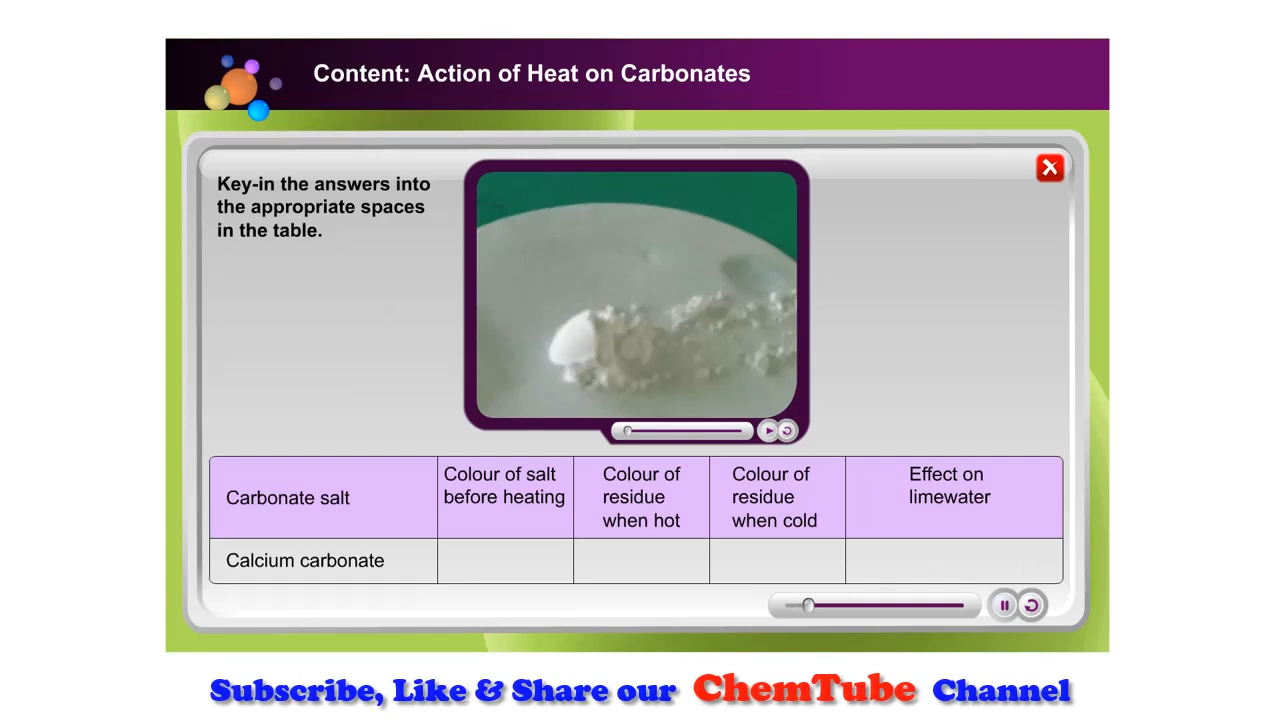 Content: Action of Heat on Carbonates
Key-in the answers into
the appropriate spaces
in the table.
Carbonate salt
Colour of salt
before heating
Colour of
residue
when hot
Colour of
residue
when cold
Effect on
limewater
Calcium carbonate
Subscribe, Like & Share our ChemTube Channel